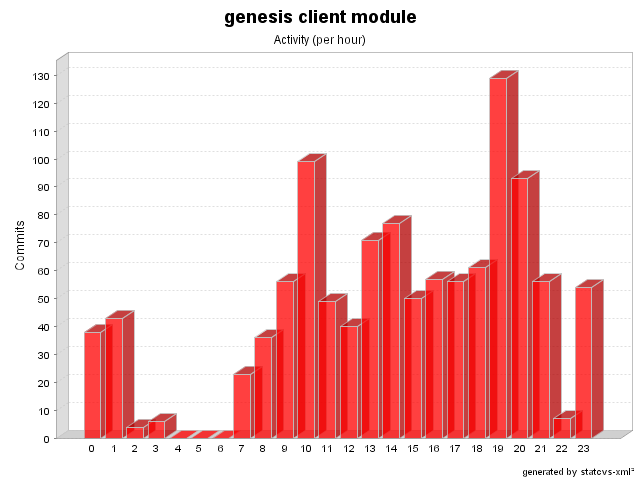 genesis client module
Activity (per hour)
Commits
130
120
110
100
90
80
70
60
50
40
30
20
10
0
0 1 2 3 4 5 6 7 8 9 10 11 12 13 14 15 16 17 18 19 20 21 22 23
generated by statcvs-xml²